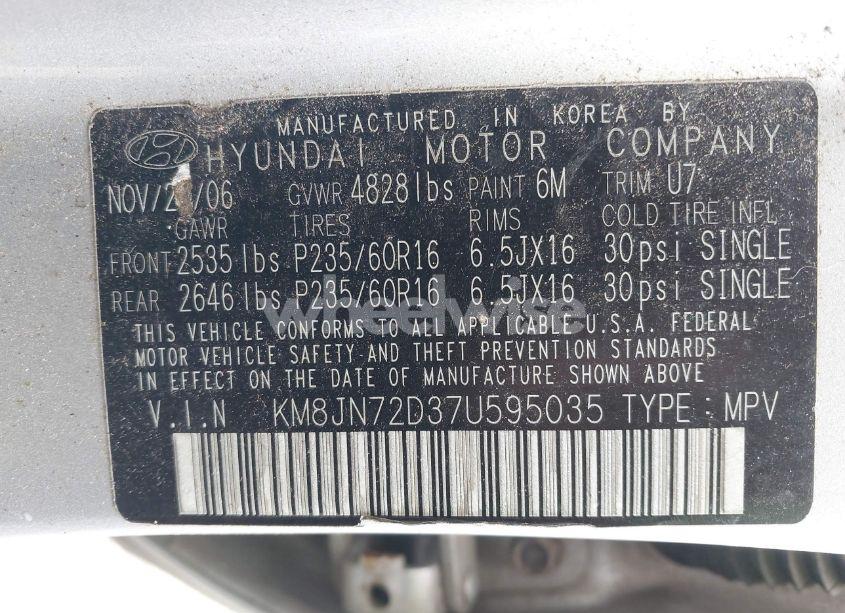 MANUFACTURED IN KOREA BY
HYUNDAI MOTOR COMPANY
NOV/ /06 GVWR 4828 lbs PAINT 6M TRIM U7
GAWR TIRES RIMS COLD TIRE INFL
FRONT 2535 lbs P235/60R16 6.5JX16 30psi SINGLE
REAR 2646 lbs P235/60R16 6.5JX16 30psi SINGLE
wheelwise
THIS VEHICLE CONFORMS TO ALL APPLICABLE U.S.A. FEDERAL
MOTOR VEHICLE SAFETY AND THEFT PREVENTION STANDARDS
IN EFFECT ON THE DATE OF MANUFACTURE SHOWN ABOVE
V.I.N KM8JN72D37U595035 TYPE : MPV